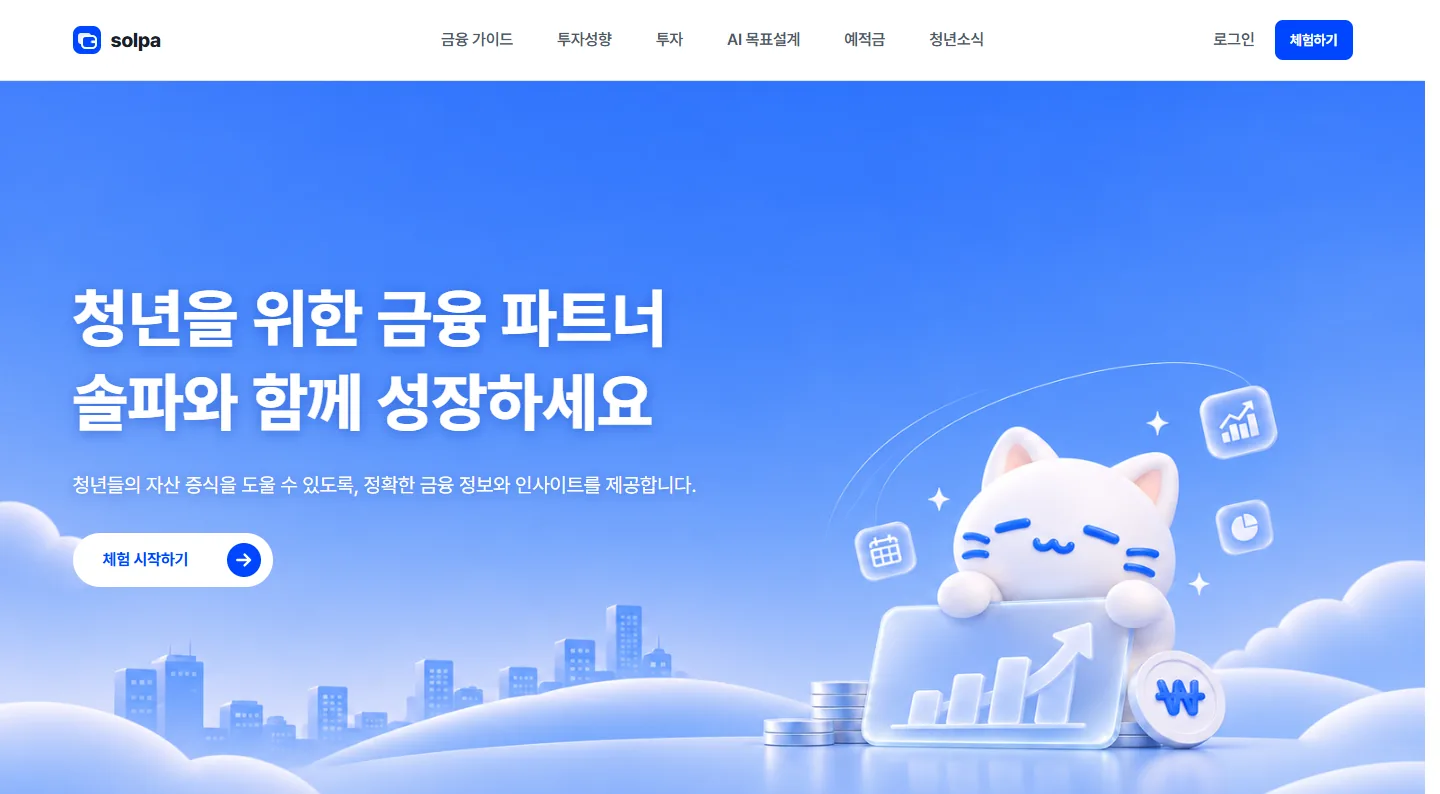 solpa
금융 가이드
투자성향
투자
AI 목표설계
예적금
청년소식
로그인
체험하기
청년을 위한 금융 파트너
솔파와 함께 성장하세요
청년들의 자산 증식을 도울 수 있도록, 정확한 금융 정보와 인사이트를 제공합니다.
체험 시작하기
₩